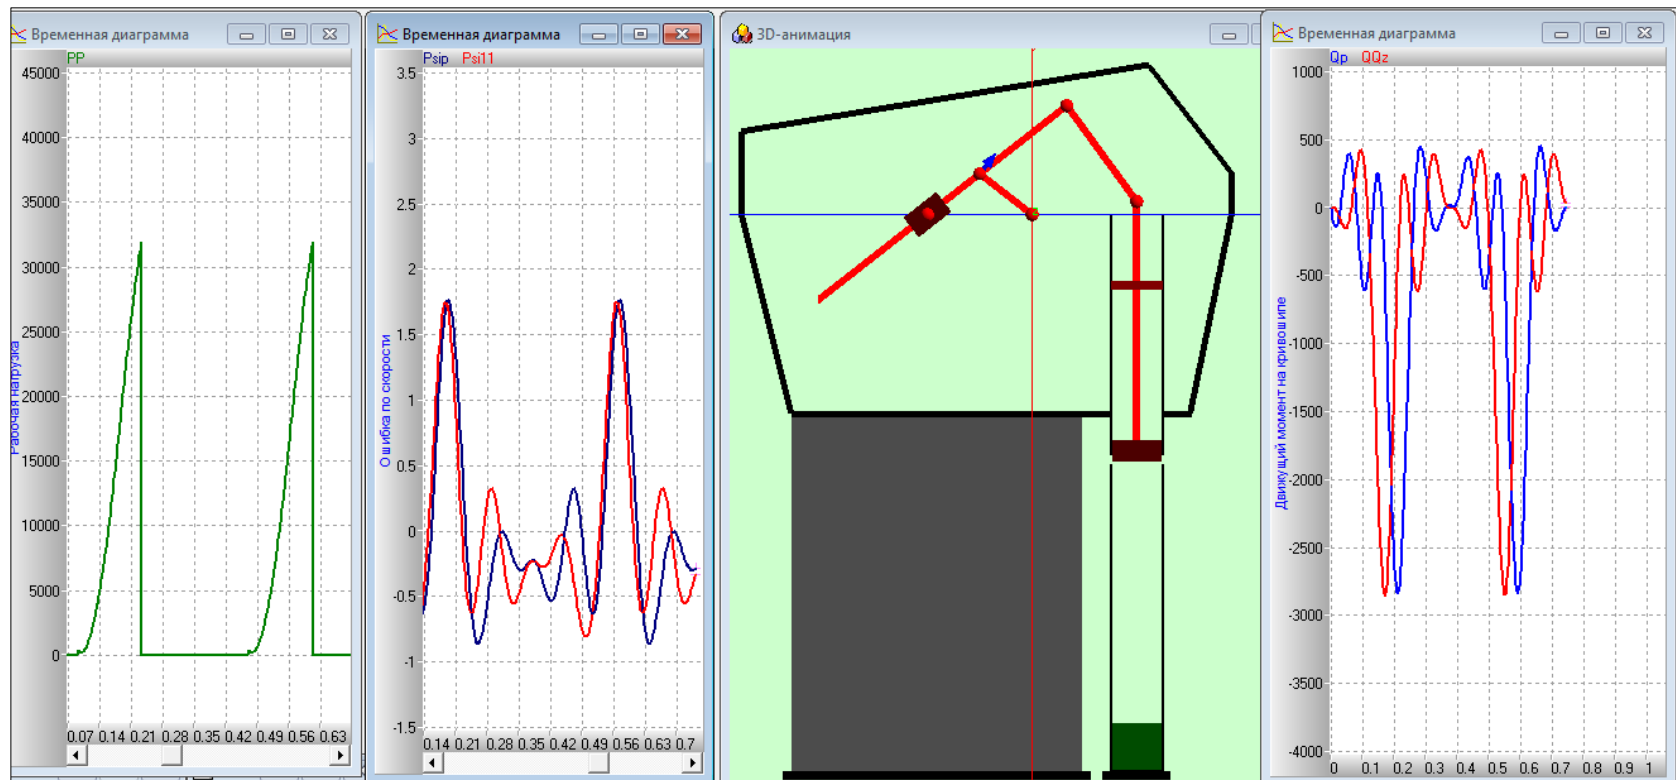 Временная диаграмма
PP
45000
40000
35000
30000
25000
20000
15000
10000
5000
0
Рабочая нагрузка
0.07 0.14 0.21 0.28 0.35 0.42 0.49 0.56 0.63
Временная диаграмма
Psip Psi11
3.5
3
2.5
2
1.5
1
0.5
0
-0.5
-1
-1.5
Ошибка по скорости
0.14 0.21 0.28 0.35 0.42 0.49 0.56 0.63 0.7
3D-анимация
Временная диаграмма
Qp QQz
1000
500
0
-500
-1000
-1500
-2000
-2500
-3000
-3500
-4000
Движущий момент на кривошипе
0 0.1 0.2 0.3 0.4 0.5 0.6 0.7 0.8 0.9 1